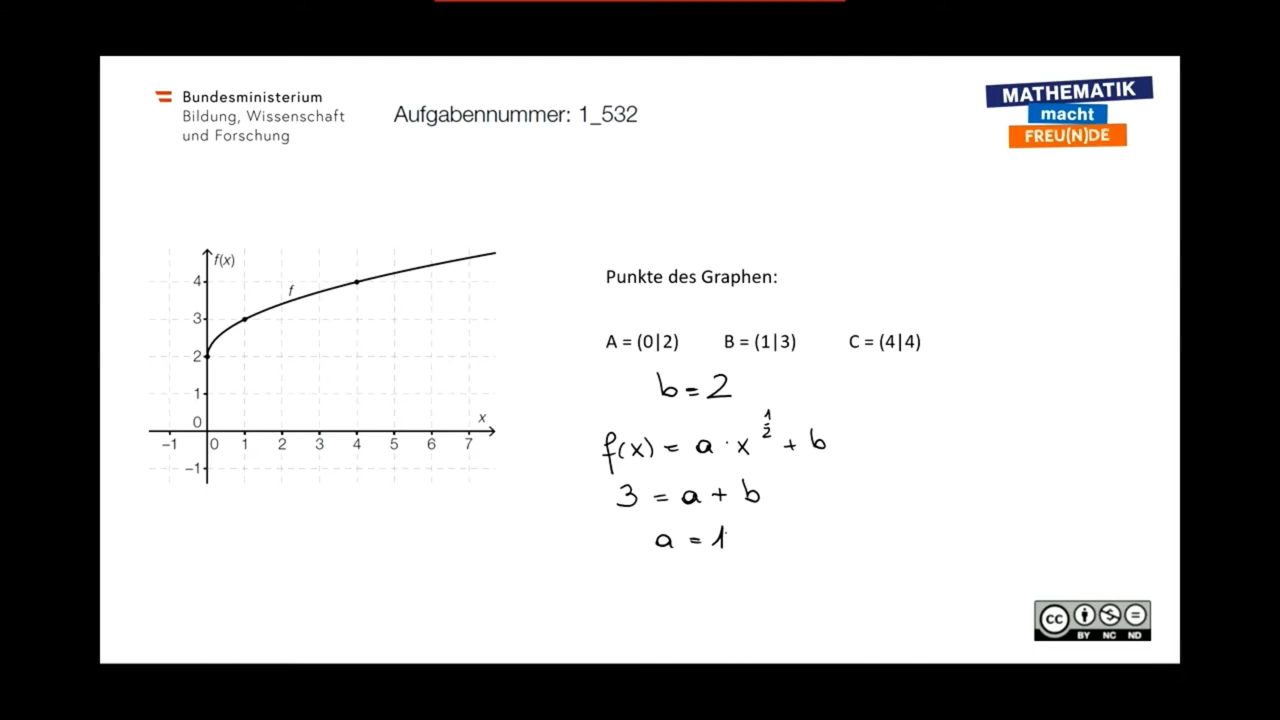 Bundesministerium
Bildung, Wissenschaft
und Forschung
Aufgabennummer: 1_532
MATHEMATIK
macht
FREU(N)DE
f(x)
4
f
3
2
1
0
x
-1 0 1 2 3 4 5 6 7
-1
Punkte des Graphen:
A = (0|2) B = (1|3) C = (4|4)
b = 2
f(x) = a · x^(1/2) + b
3 = a + b
a = 1
cc
BY NC ND